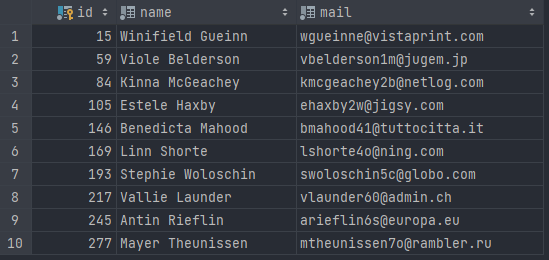 id name mail
1 15 Winifield Gueinn wgueinne@vistaprint.com
2 59 Viole Belderson vbelderson1m@jugem.jp
3 84 Kinna McGeachey kmcgeachey2b@netlog.com
4 105 Estele Haxby ehaxby2w@jigsy.com
5 146 Benedicta Mahood bmahood41@tuttocitta.it
6 169 Linn Shorte lshorte4o@ning.com
7 193 Stephie Woloschin swoloschin5c@globo.com
8 217 Vallie Launder vlaunder60@admin.ch
9 245 Antin Rieflin arieflin6s@europa.eu
10 277 Mayer Theunissen mtheunissen7o@rambler.ru